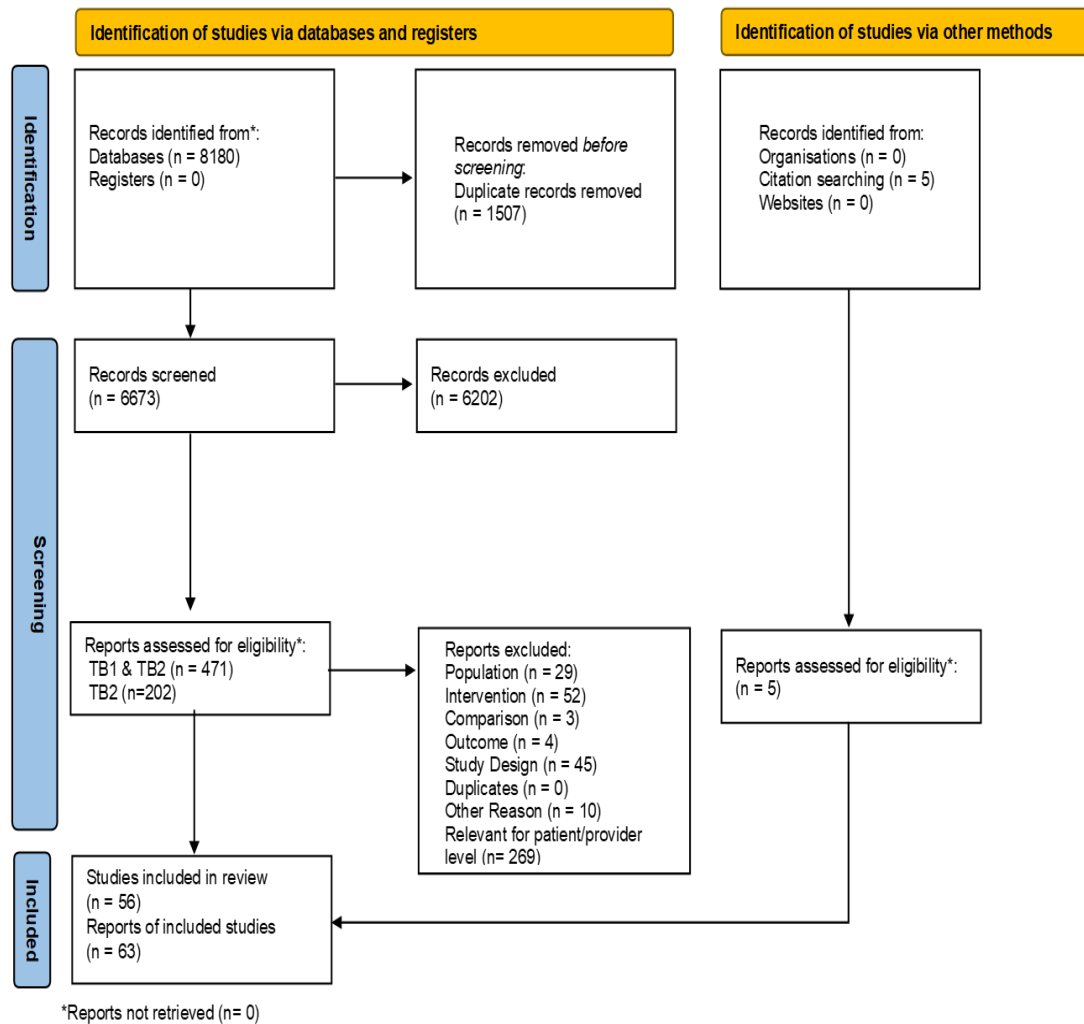 Identification of studies via databases and registers
Identification of studies via other methods
Identification
Records identified from*:
Databases (n = 8180)
Registers (n = 0)
Records removed before
screening:
Duplicate records removed
(n = 1507)
Records identified from:
Organisations (n = 0)
Citation searching (n = 5)
Websites (n = 0)
Screening
Records screened
(n = 6673)
Records excluded
(n = 6202)
Reports assessed for eligibility*:
TB1 & TB2 (n = 471)
TB2 (n=202)
Reports excluded:
Population (n = 29)
Intervention (n = 52)
Comparison (n = 3)
Outcome (n = 4)
Study Design (n = 45)
Duplicates (n = 0)
Other Reason (n = 10)
Relevant for patient/provider
level (n= 269)
Reports assessed for eligibility*:
(n = 5)
Included
Studies included in review
(n = 56)
Reports of included studies
(n = 63)
*Reports not retrieved (n= 0)